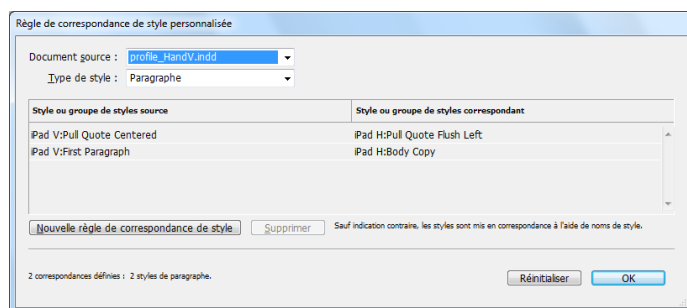 Règle de correspondance de style personnalisée
Document source : profile_HandV.indd
Type de style : Paragraphe
Style ou groupe de styles source Style ou groupe de styles correspondant
iPad V:Pull Quote Centered iPad H:Pull Quote Flush Left
iPad V:First Paragraph iPad H:Body Copy
Nouvelle règle de correspondance de style Supprimer Sauf indication contraire, les styles sont mis en correspondance à l'aide de noms de style.
2 correspondances définies : 2 styles de paragraphe. Réinitialiser OK